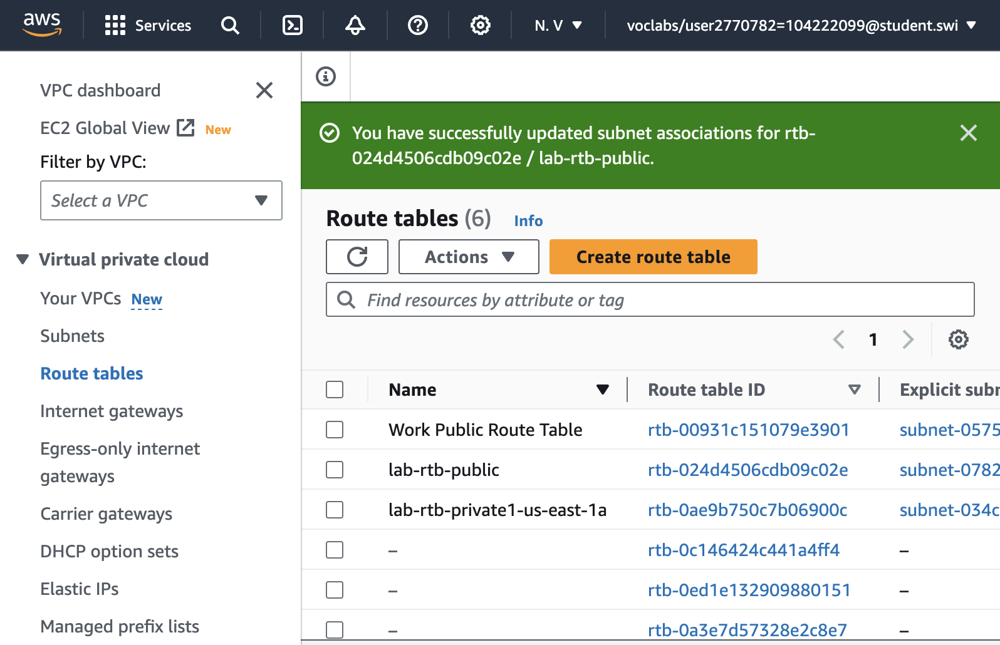 aws
Services
N. V
voclabs/user2770782=104222099@student.swi
VPC dashboard
EC2 Global View New
Filter by VPC:
Select a VPC
Virtual private cloud
Your VPCs New
Subnets
Route tables
Internet gateways
Egress-only internet
gateways
Carrier gateways
DHCP option sets
Elastic IPs
Managed prefix lists
You have successfully updated subnet associations for rtb-
024d4506cdb09c02e / lab-rtb-public.
Route tables (6) Info
Actions
Create route table
Find resources by attribute or tag
1
Name Route table ID Explicit subn
Work Public Route Table rtb-00931c151079e3901 subnet-0575
lab-rtb-public rtb-024d4506cdb09c02e subnet-0782
lab-rtb-private1-us-east-1a rtb-0ae9b750c7b06900c subnet-034c
– rtb-0c146424c441a4ff4 –
– rtb-0ed1e132909880151 –
– rtb-0a3e7d57328e2c8e7 –